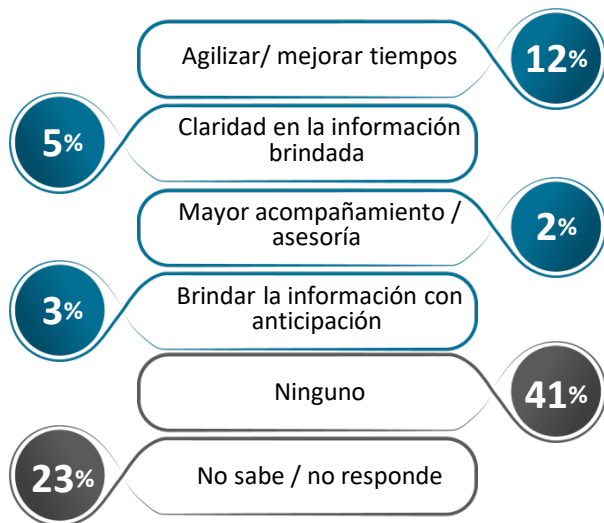 Agilizar/ mejorar tiempos
12%
5%
Claridad en la información
brindada
Mayor acompañamiento /
asesoría
2%
3%
Brindar la información con
anticipación
Ninguno
41%
23%
No sabe / no responde